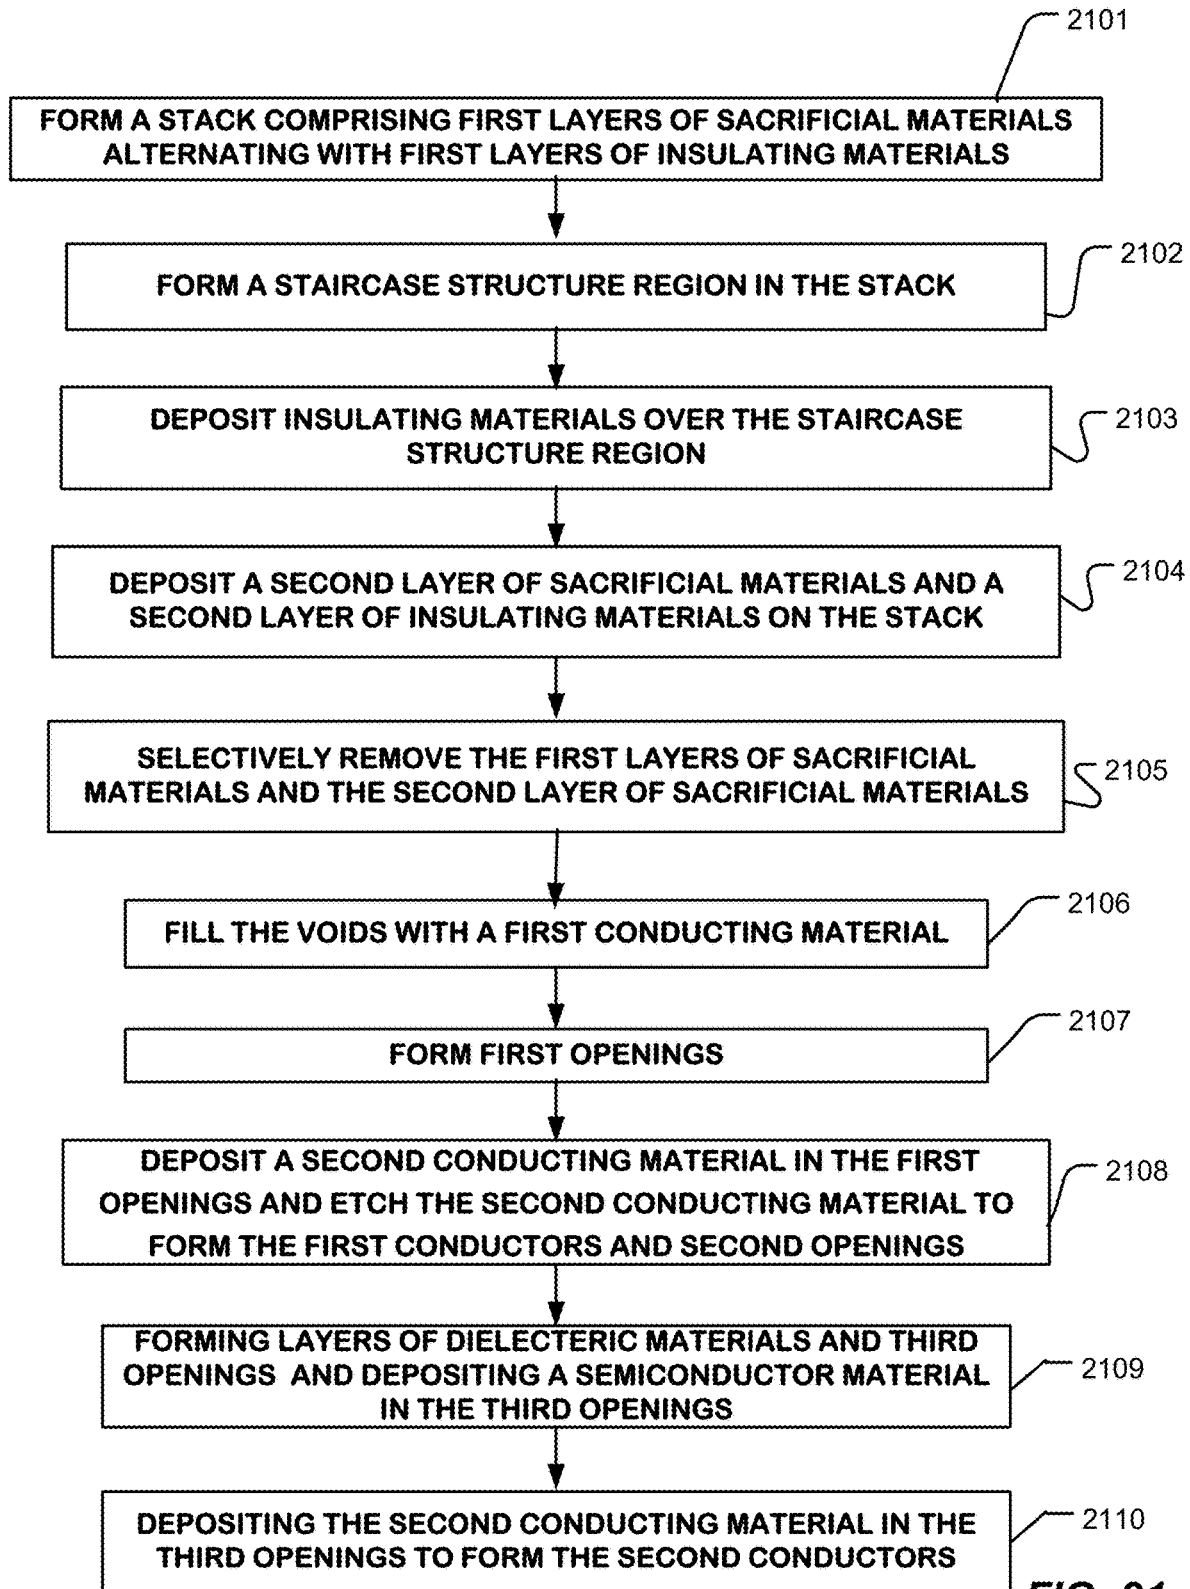 2101
FORM A STACK COMPRISING FIRST LAYERS OF SACRIFICIAL MATERIALS
ALTERNATING WITH FIRST LAYERS OF INSULATING MATERIALS
2102
FORM A STAIRCASE STRUCTURE REGION IN THE STACK
2103
DEPOSIT INSULATING MATERIALS OVER THE STAIRCASE
STRUCTURE REGION
2104
DEPOSIT A SECOND LAYER OF SACRIFICIAL MATERIALS AND A
SECOND LAYER OF INSULATING MATERIALS ON THE STACK
2105
SELECTIVELY REMOVE THE FIRST LAYERS OF SACRIFICIAL
MATERIALS AND THE SECOND LAYER OF SACRIFICIAL MATERIALS
2106
FILL THE VOIDS WITH A FIRST CONDUCTING MATERIAL
2107
FORM FIRST OPENINGS
2108
DEPOSIT A SECOND CONDUCTING MATERIAL IN THE FIRST
OPENINGS AND ETCH THE SECOND CONDUCTING MATERIAL TO
FORM THE FIRST CONDUCTORS AND SECOND OPENINGS
2109
FORMING LAYERS OF DIELECTERIC MATERIALS AND THIRD
OPENINGS AND DEPOSITING A SEMICONDUCTOR MATERIAL
IN THE THIRD OPENINGS
2110
DEPOSITING THE SECOND CONDUCTING MATERIAL IN THE
THIRD OPENINGS TO FORM THE SECOND CONDUCTORS